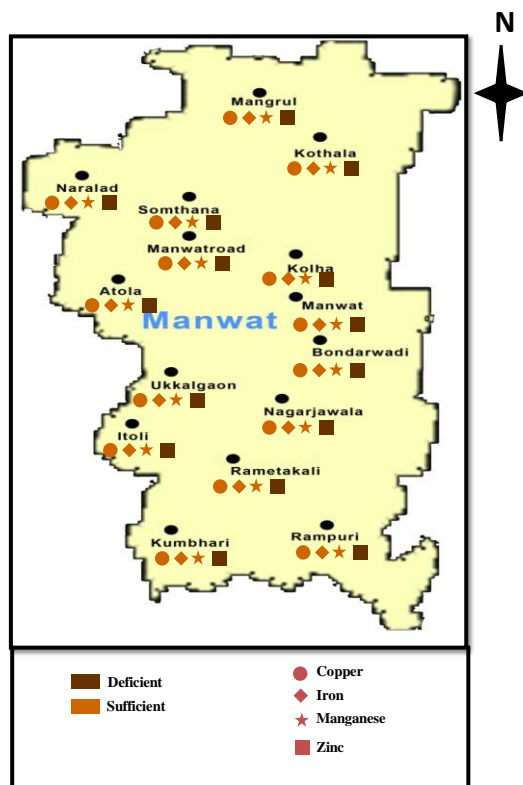 N
Mangrul
Kothala
Naralad
Somthana
Manwatroad
Kolha
Atola
Manwat
Manwat
Bondarwadi
Ukkalgaon
Nagarjawala
Itoli
Rametakali
Rampuri
Kumbhari
Deficient
Sufficient
Copper
Iron
Manganese
Zinc